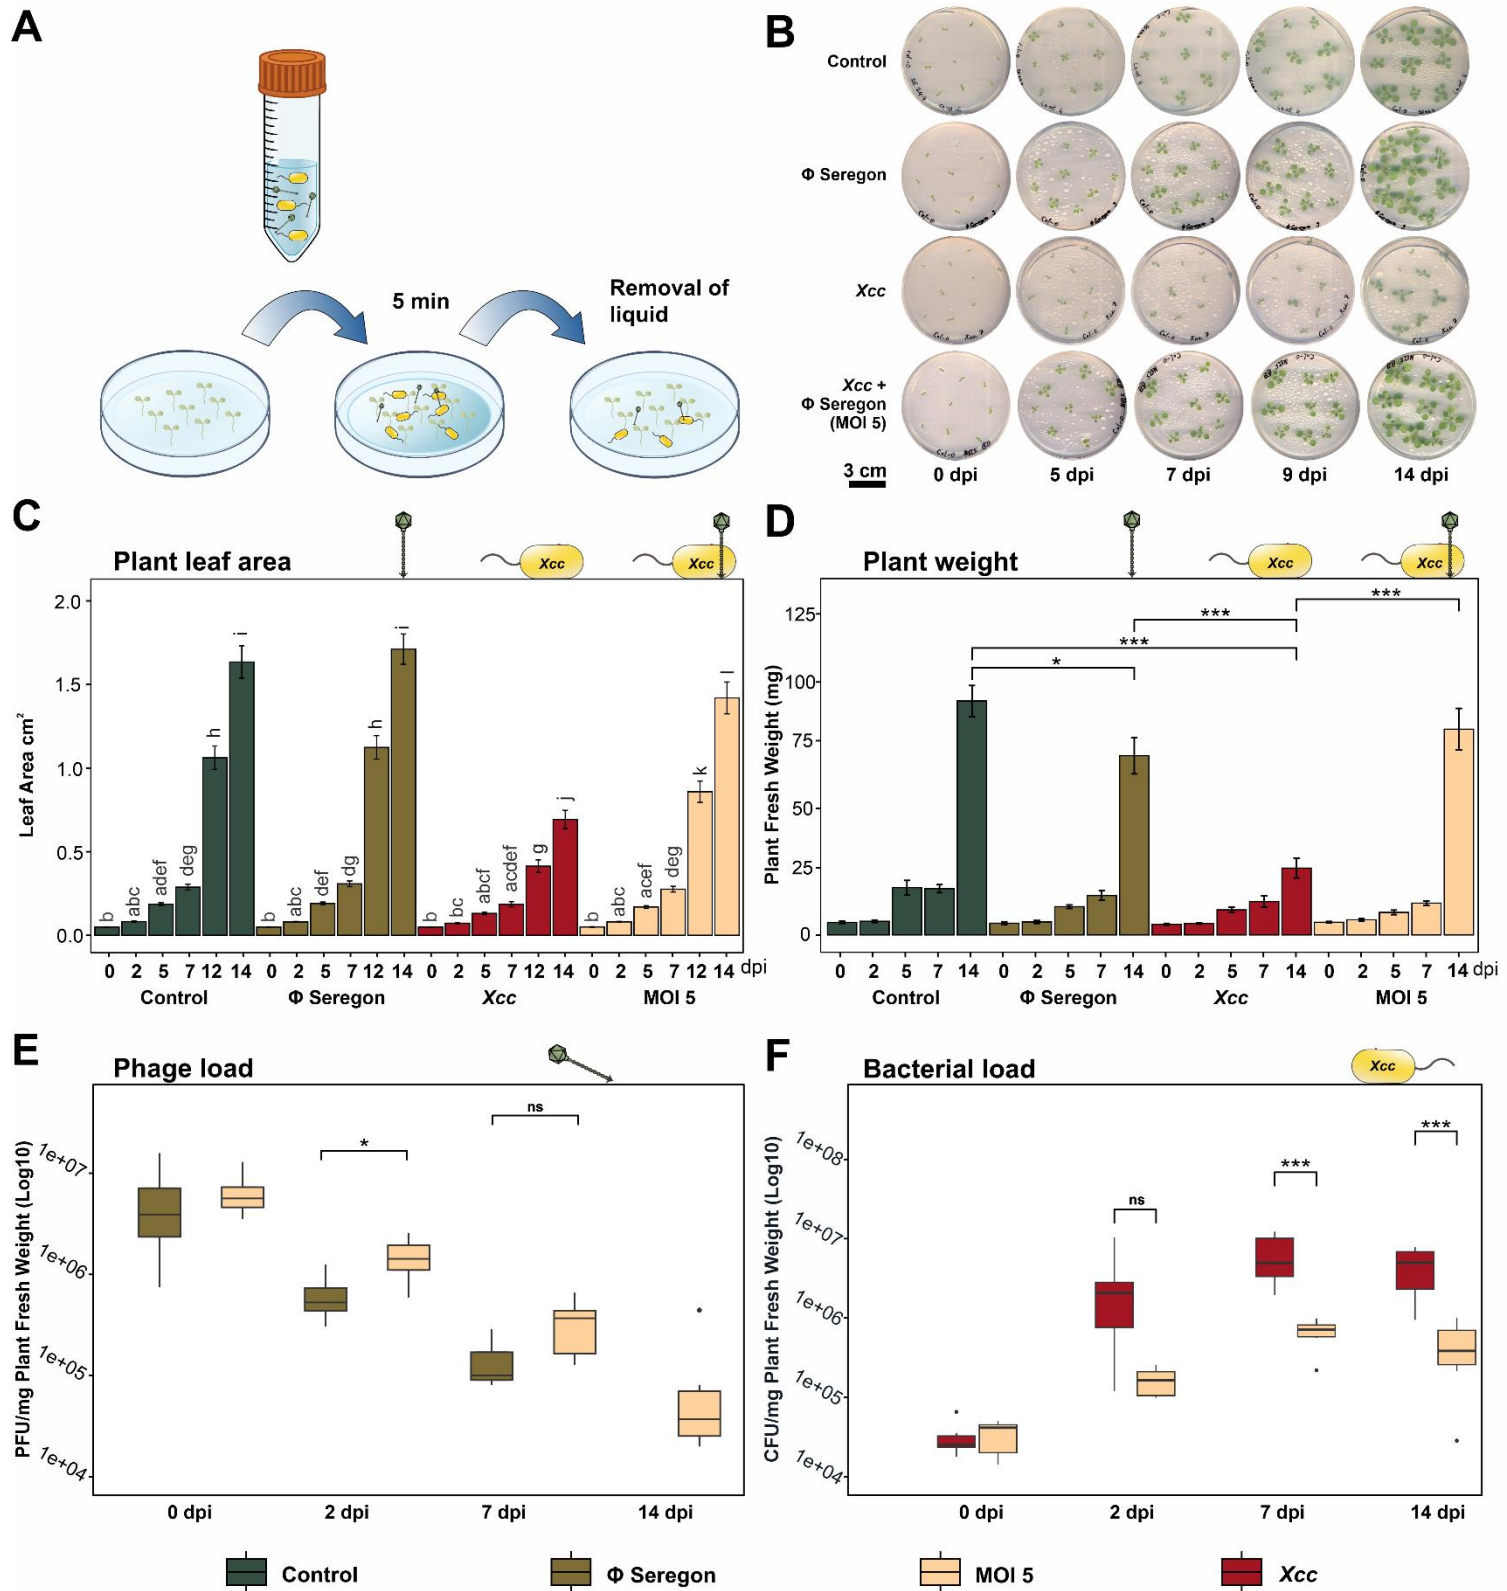 A
5 min
Removal of
liquid
B
Control
Φ Seregon
Xcc
Xcc +
Φ Seregon
(MOI 5)
3 cm
0 dpi
5 dpi
7 dpi
9 dpi
14 dpi
C
Plant leaf area
Xcc
Xcc
Leaf Area cm²
2.0
1.5
1.0
0.5
0.0
b
abc
adef
deg
h
i
b
abc
def
dg
h
i
b
bc
abcf
acdef
g
j
b
abc
acef
deg
k
l
0 2 5 7 12 14 0 2 5 7 12 14 0 2 5 7 12 14 0 2 5 7 12 14 dpi
Control Φ Seregon Xcc MOI 5
D
Plant weight
Xcc
Xcc
Plant Fresh Weight (mg)
125
100
75
50
25
0
***
***
***
*
0 2 5 7 14 0 2 5 7 14 0 2 5 7 14 0 2 5 7 14 dpi
Control Φ Seregon Xcc MOI 5
E
Phage load
PFU/mg Plant Fresh Weight (Log10)
1e+07
1e+06
1e+05
1e+04
*
ns
0 dpi 2 dpi 7 dpi 14 dpi
F
Bacterial load
Xcc
CFU/mg Plant Fresh Weight (Log10)
1e+08
1e+07
1e+06
1e+05
1e+04
ns
***
***
0 dpi 2 dpi 7 dpi 14 dpi
Control Φ Seregon MOI 5 Xcc